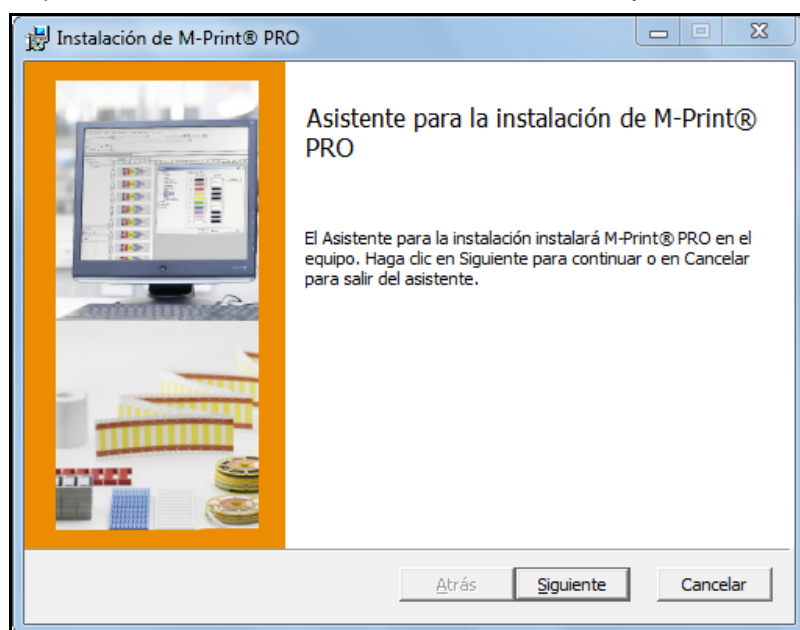 Instalación de M-Print® PRO
Asistente para la instalación de M-Print®
PRO
El Asistente para la instalación instalará M-Print® PRO en el
equipo. Haga clic en Siguiente para continuar o en Cancelar
para salir del asistente.
Atrás
Siguiente
Cancelar